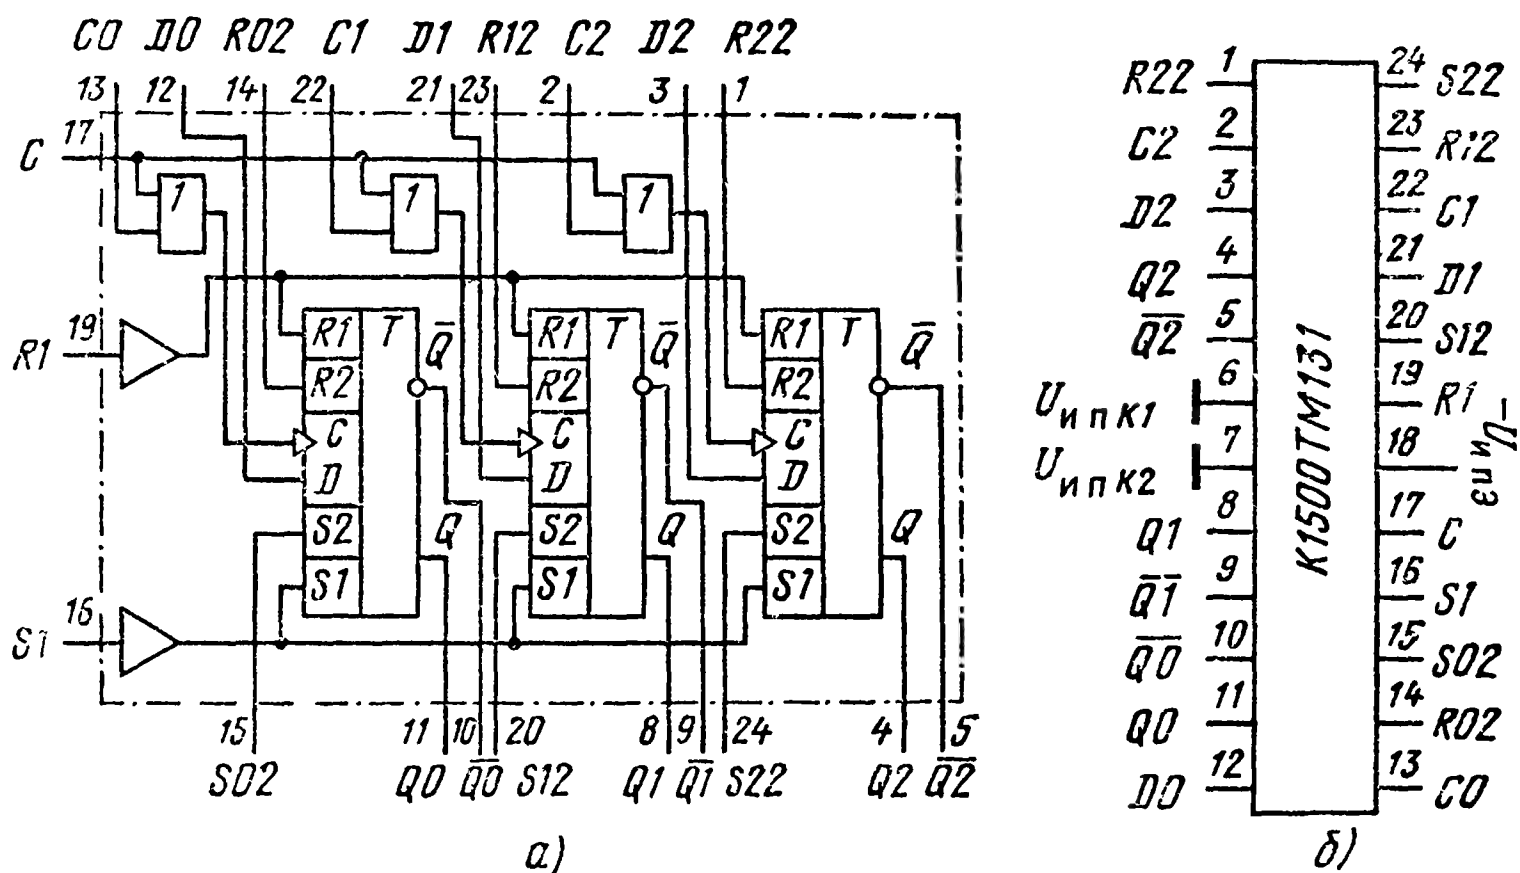 C0 D0 R02 C1 D1 R12 C2 D2 R22
13 12 14 22 21 23 2 3 1
17
C
1 1 1
19
R1
R1 T Q̅ R1 T Q̅ R1 T Q̅
R2 R2 R2
C C C
D D D
S2 Q S2 Q S2 Q
S1 S1 S1
16
S1
15 11 10 20 8 9 24 4 5
S02 Q0 Q̅0̅ S12 Q1 Q̅1̅ S22 Q2 Q̅2̅
а)
R22 1
C2 2
D2 3
Q2 4
Q̅2̅ 5
U и п К1 6
U и п К2 7
Q1 8
Q̅1̅ 9
Q̅0̅ 10
Q0 11
D0 12
К1500ТМ131
24 S22
23 R12
22 C1
21 D1
20 S12
19 R1
18 U и пэ
17 C
16 S1
15 S02
14 R02
13 C0
б)